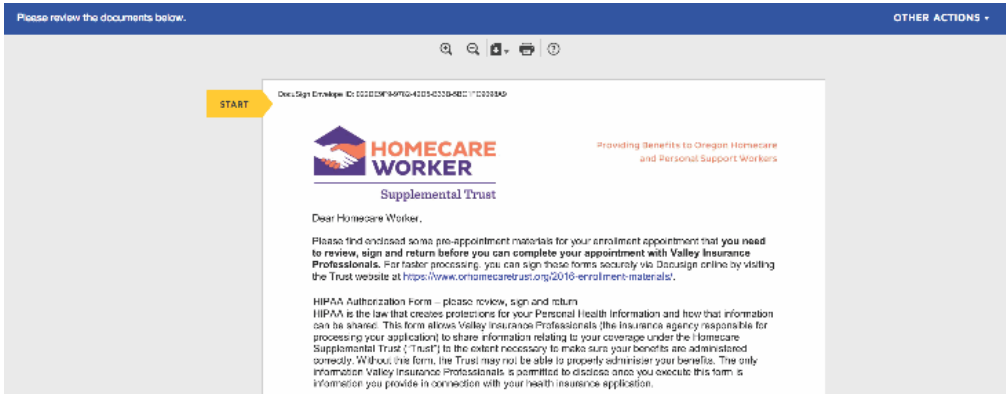 Please review the documents below.
OTHER ACTIONS
START
DocuSign Envelope ID:
HOMECARE
WORKER
Supplemental Trust
Providing Benefits to Oregon Homecare
and Personal Support Workers
Dear Homecare Worker,
Please find enclosed some pre-appointment materials for your enrollment appointment that you need
to review, sign and return before you can complete your appointment with Valley Insurance
Professionals. For faster processing, you can sign these forms securely via Docusign online by visiting
the Trust website at https://www.orhomecaretrust.org/2016-enrollment-materials/.
HIPAA Authorization Form – please review, sign and return
HIPAA is the law that creates protections for your Personal Health Information and how that information
can be shared. This form allows Valley Insurance Professionals (the insurance agency responsible for
processing your application) to share information relating to your coverage under the Homecare
Supplemental Trust ("Trust") to the extent necessary to make sure your benefits are administered
correctly. Without this form, the Trust may not be able to properly administer your benefits. The only
information Valley Insurance Professionals is permitted to disclose once you execute this form is
information you provide in connection with your health insurance application.